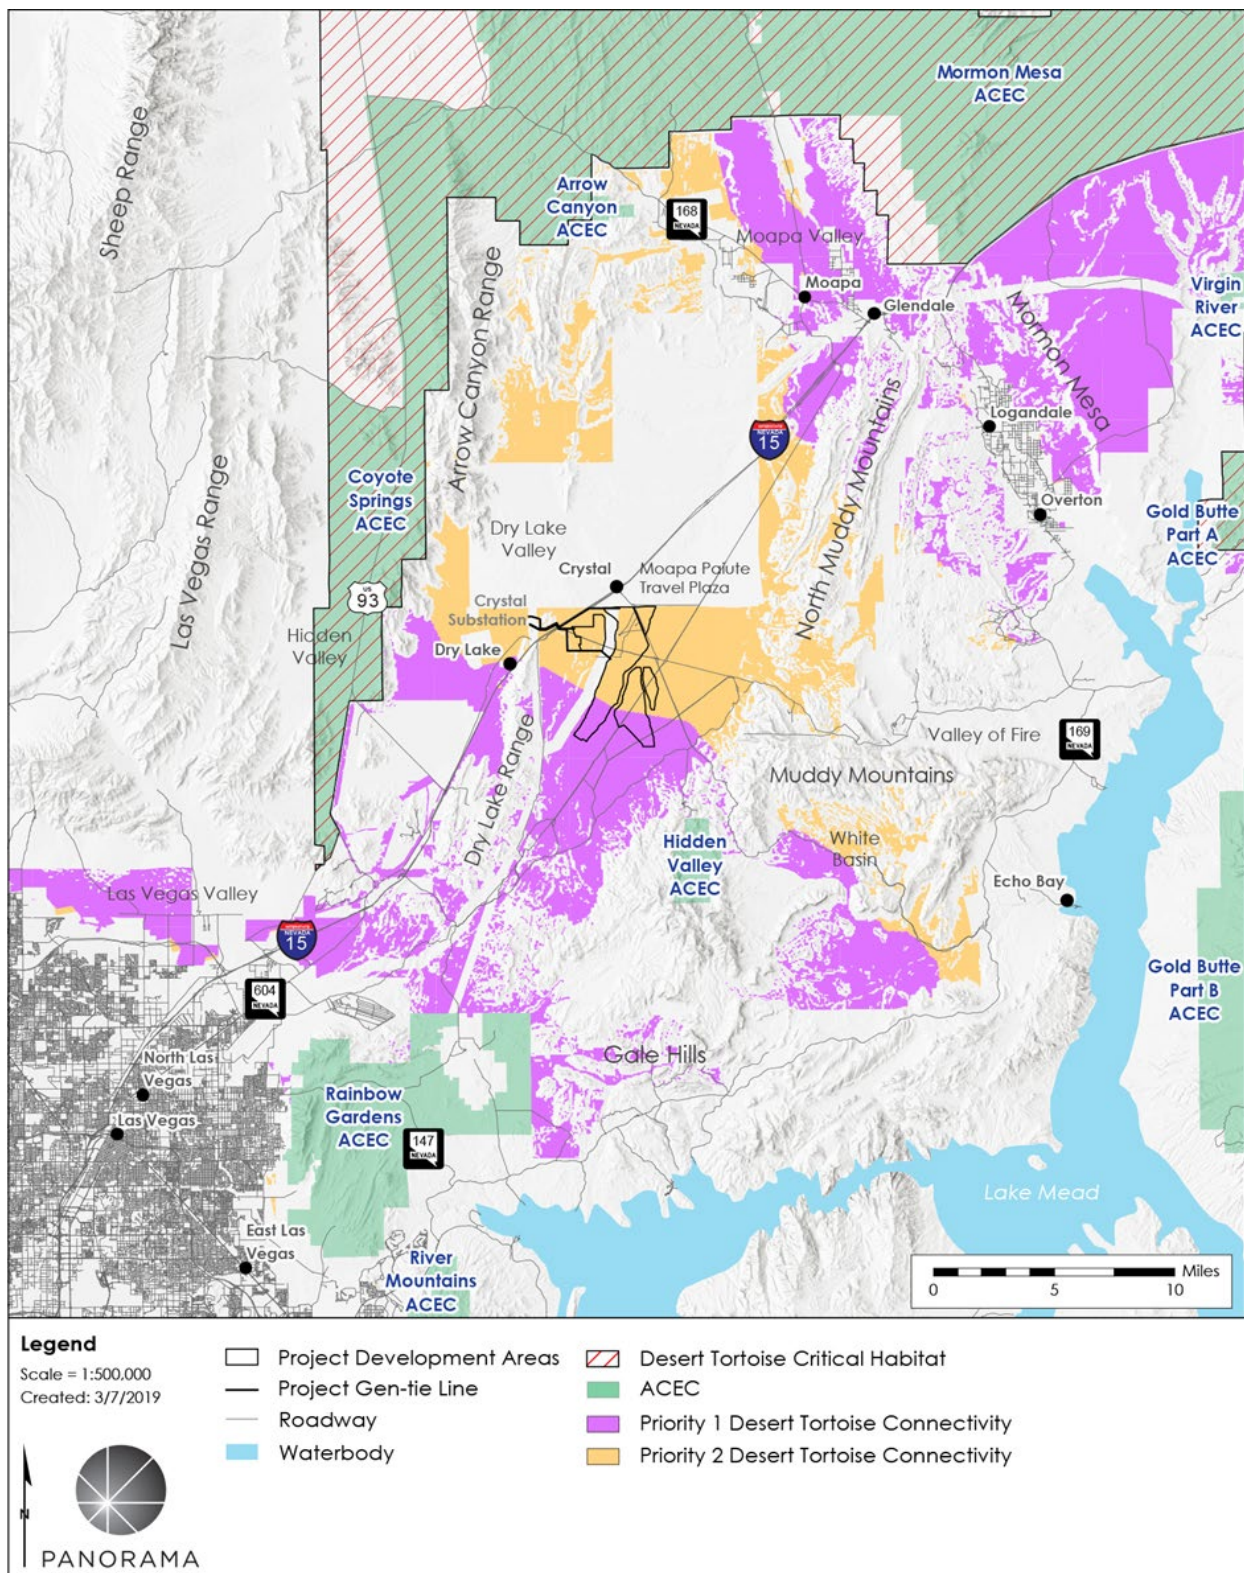 Sheep Range
Mormon Mesa
ACEC
Arrow
Canyon
ACEC
168
NEVADA
Moapa Valley
Moapa
Glendale
Virgin
River
ACEC
Mormon Mesa
Arrow Canyon Range
INTERSTATE
NEVADA
15
Logandale
Las Vegas Range
Coyote
Springs
ACEC
North Muddy Mountains
Overton
Gold Butte
Part A
ACEC
Dry Lake
Valley
Crystal
Moapa Paiute
Travel Plaza
US
93
Crystal
Substation
Hidden
Valley
Dry Lake
Dry Lake Range
Valley of Fire
169
NEVADA
Muddy Mountains
Hidden
Valley
ACEC
White
Basin
Echo Bay
Las Vegas Valley
INTERSTATE
NEVADA
15
604
NEVADA
Gold Butte
Part B
ACEC
North Las
Vegas
Gale Hills
Las Vegas
Rainbow
Gardens
ACEC
147
NEVADA
Lake Mead
East Las
Vegas
River
Mountains
ACEC
Miles
0 5 10
Legend
Scale = 1:500,000
Created: 3/7/2019
Project Development Areas
Project Gen-tie Line
Roadway
Waterbody
Desert Tortoise Critical Habitat
ACEC
Priority 1 Desert Tortoise Connectivity
Priority 2 Desert Tortoise Connectivity
N
PANORAMA